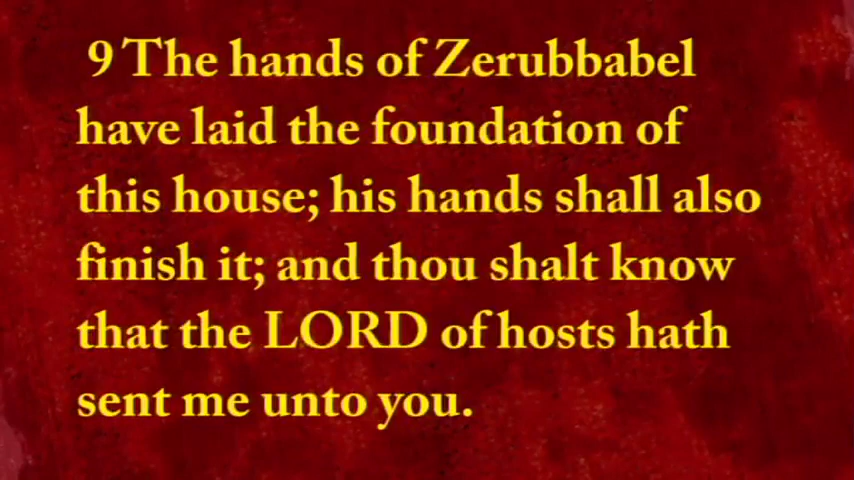 9 The hands of Zerubbabel
have laid the foundation of
this house; his hands shall also
finish it; and thou shalt know
that the LORD of hosts hath
sent me unto you.